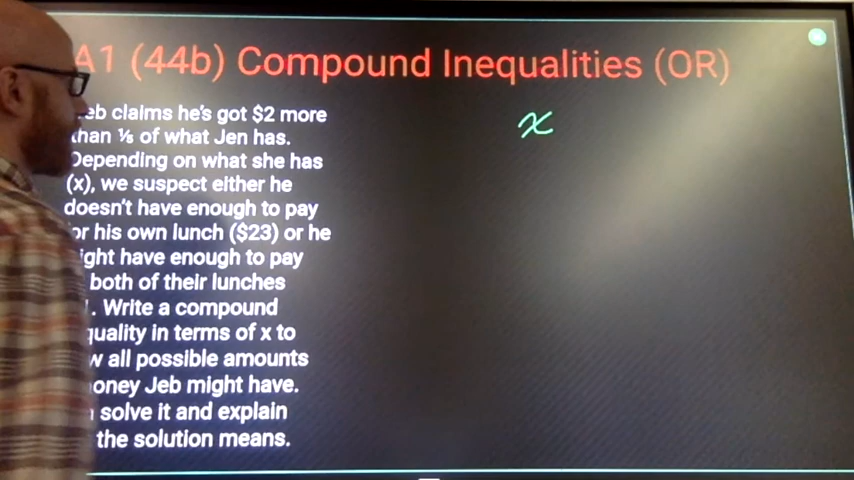 A1 (44b) Compound Inequalities (OR)
eb claims he's got $2 more
than ⅕ of what Jen has.
Depending on what she has
(x), we suspect either he
doesn't have enough to pay
or his own lunch ($23) or he
ight have enough to pay
both of their lunches
. Write a compound
quality in terms of x to
w all possible amounts
oney Jeb might have.
solve it and explain
the solution means.
x